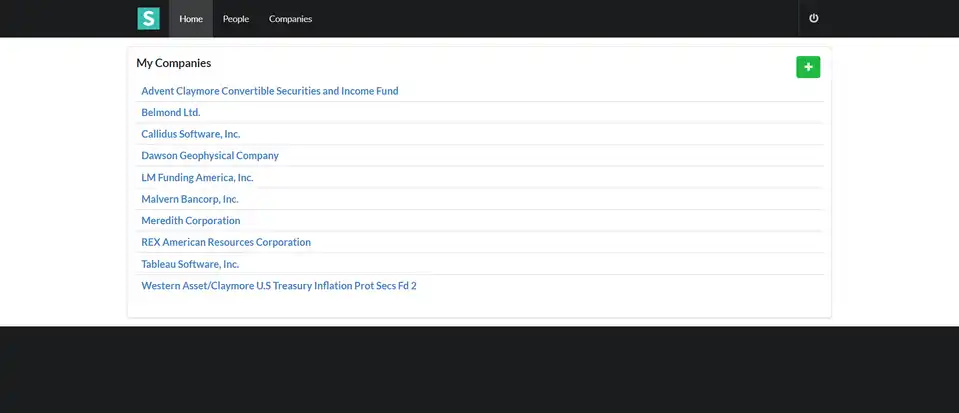 S
Home
People
Companies
My Companies
Advent Claymore Convertible Securities and Income Fund
Belmond Ltd.
Callidus Software, Inc.
Dawson Geophysical Company
LM Funding America, Inc.
Malvern Bancorp, Inc.
Meredith Corporation
REX American Resources Corporation
Tableau Software, Inc.
Western Asset/Claymore U.S Treasury Inflation Prot Secs Fd 2